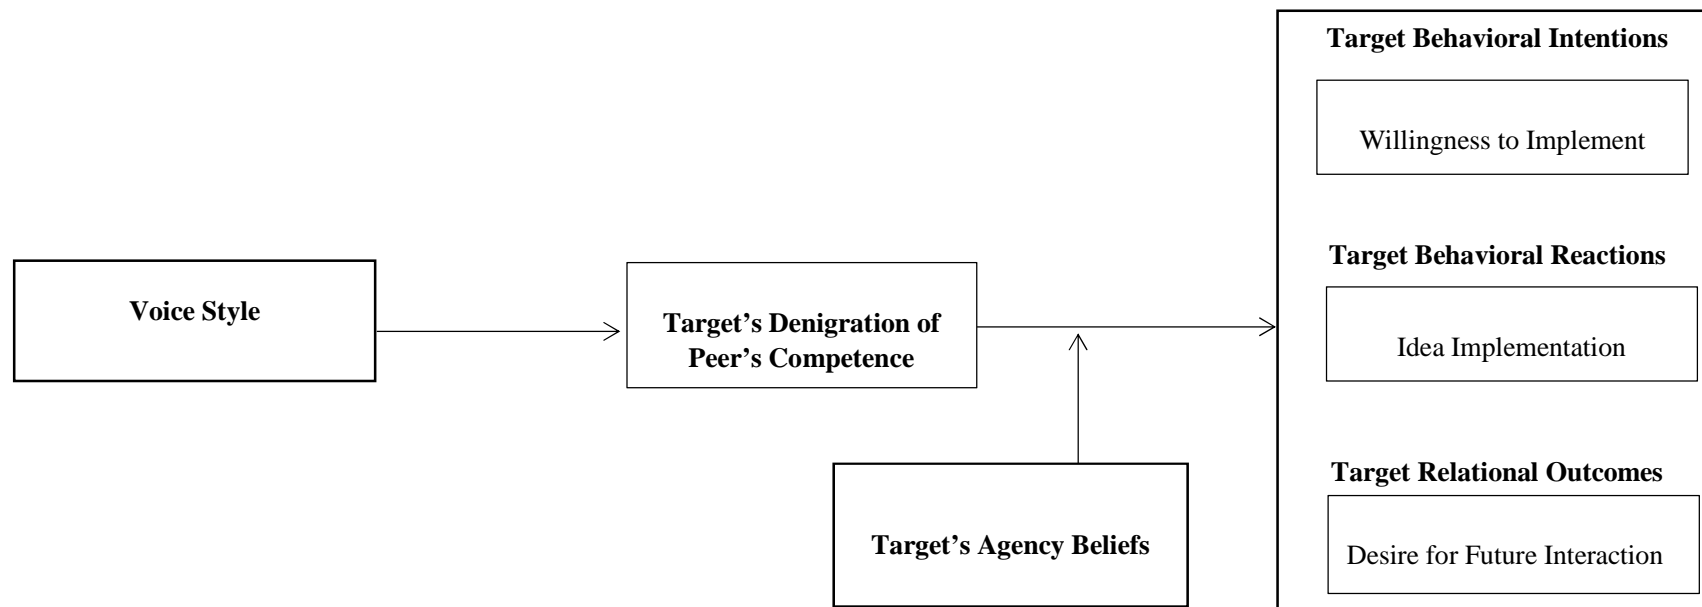 Target Behavioral Intentions
Willingness to Implement
Target Behavioral Reactions
Voice Style
Target’s Denigration of
Peer’s Competence
Idea Implementation
Target Relational Outcomes
Target’s Agency Beliefs
Desire for Future Interaction